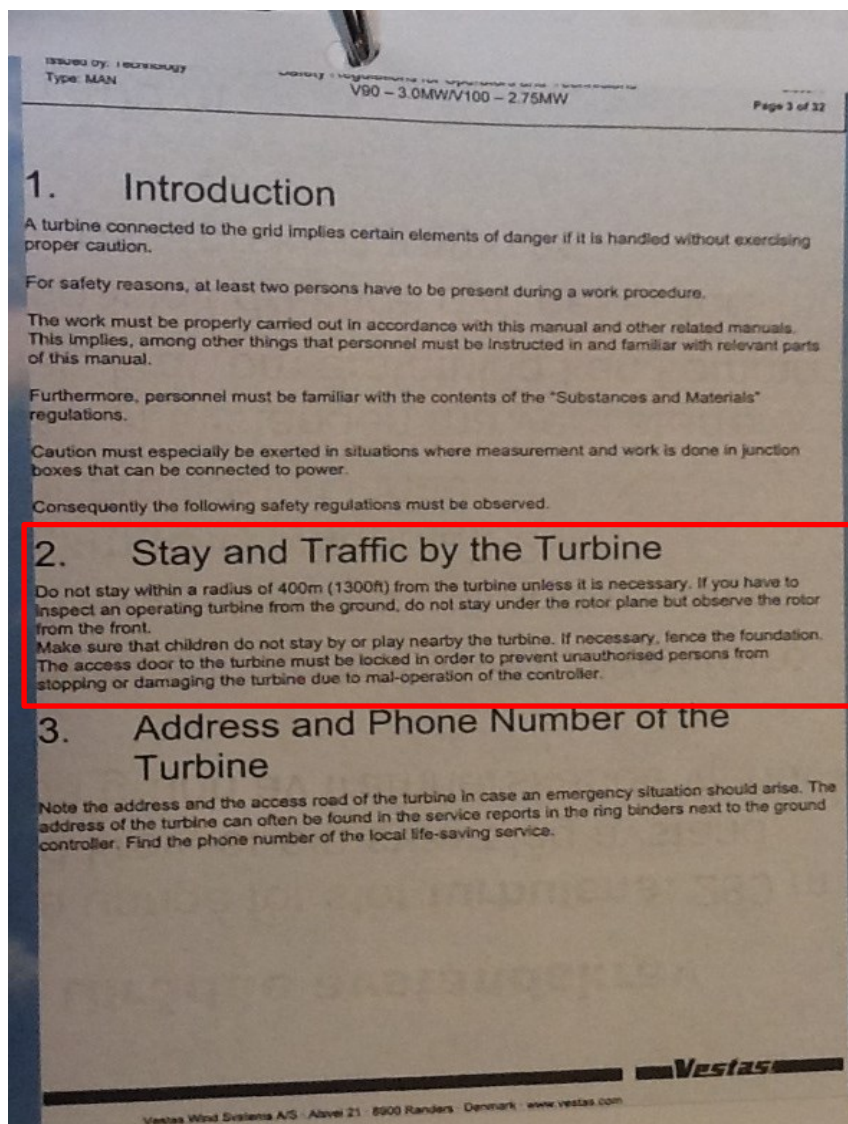 Issued by: Technology
Type: MAN
Safety Regulations for Operators and Technicians
V90 – 3.0MW/V100 – 2.75MW
Page 3 of 32
1. Introduction
A turbine connected to the grid implies certain elements of danger if it is handled without exercising
proper caution.
For safety reasons, at least two persons have to be present during a work procedure.
The work must be properly carried out in accordance with this manual and other related manuals.
This implies, among other things that personnel must be instructed in and familiar with relevant parts
of this manual.
Furthermore, personnel must be familiar with the contents of the "Substances and Materials"
regulations.
Caution must especially be exerted in situations where measurement and work is done in junction
boxes that can be connected to power.
Consequently the following safety regulations must be observed.
2. Stay and Traffic by the Turbine
Do not stay within a radius of 400m (1300ft) from the turbine unless it is necessary. If you have to
inspect an operating turbine from the ground, do not stay under the rotor plane but observe the rotor
from the front.
Make sure that children do not stay by or play nearby the turbine. If necessary, fence the foundation.
The access door to the turbine must be locked in order to prevent unauthorised persons from
stopping or damaging the turbine due to mal-operation of the controller.
3. Address and Phone Number of the
Turbine
Note the address and the access road of the turbine in case an emergency situation should arise. The
address of the turbine can often be found in the service reports in the ring binders next to the ground
controller. Find the phone number of the local life-saving service.
Vestas
Vestas Wind Systems A/S · Alsvej 21 · 8900 Randers · Denmark · www.vestas.com